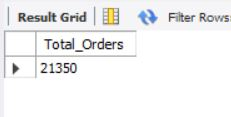 Result Grid Filter Rows:
Total_Orders
21350